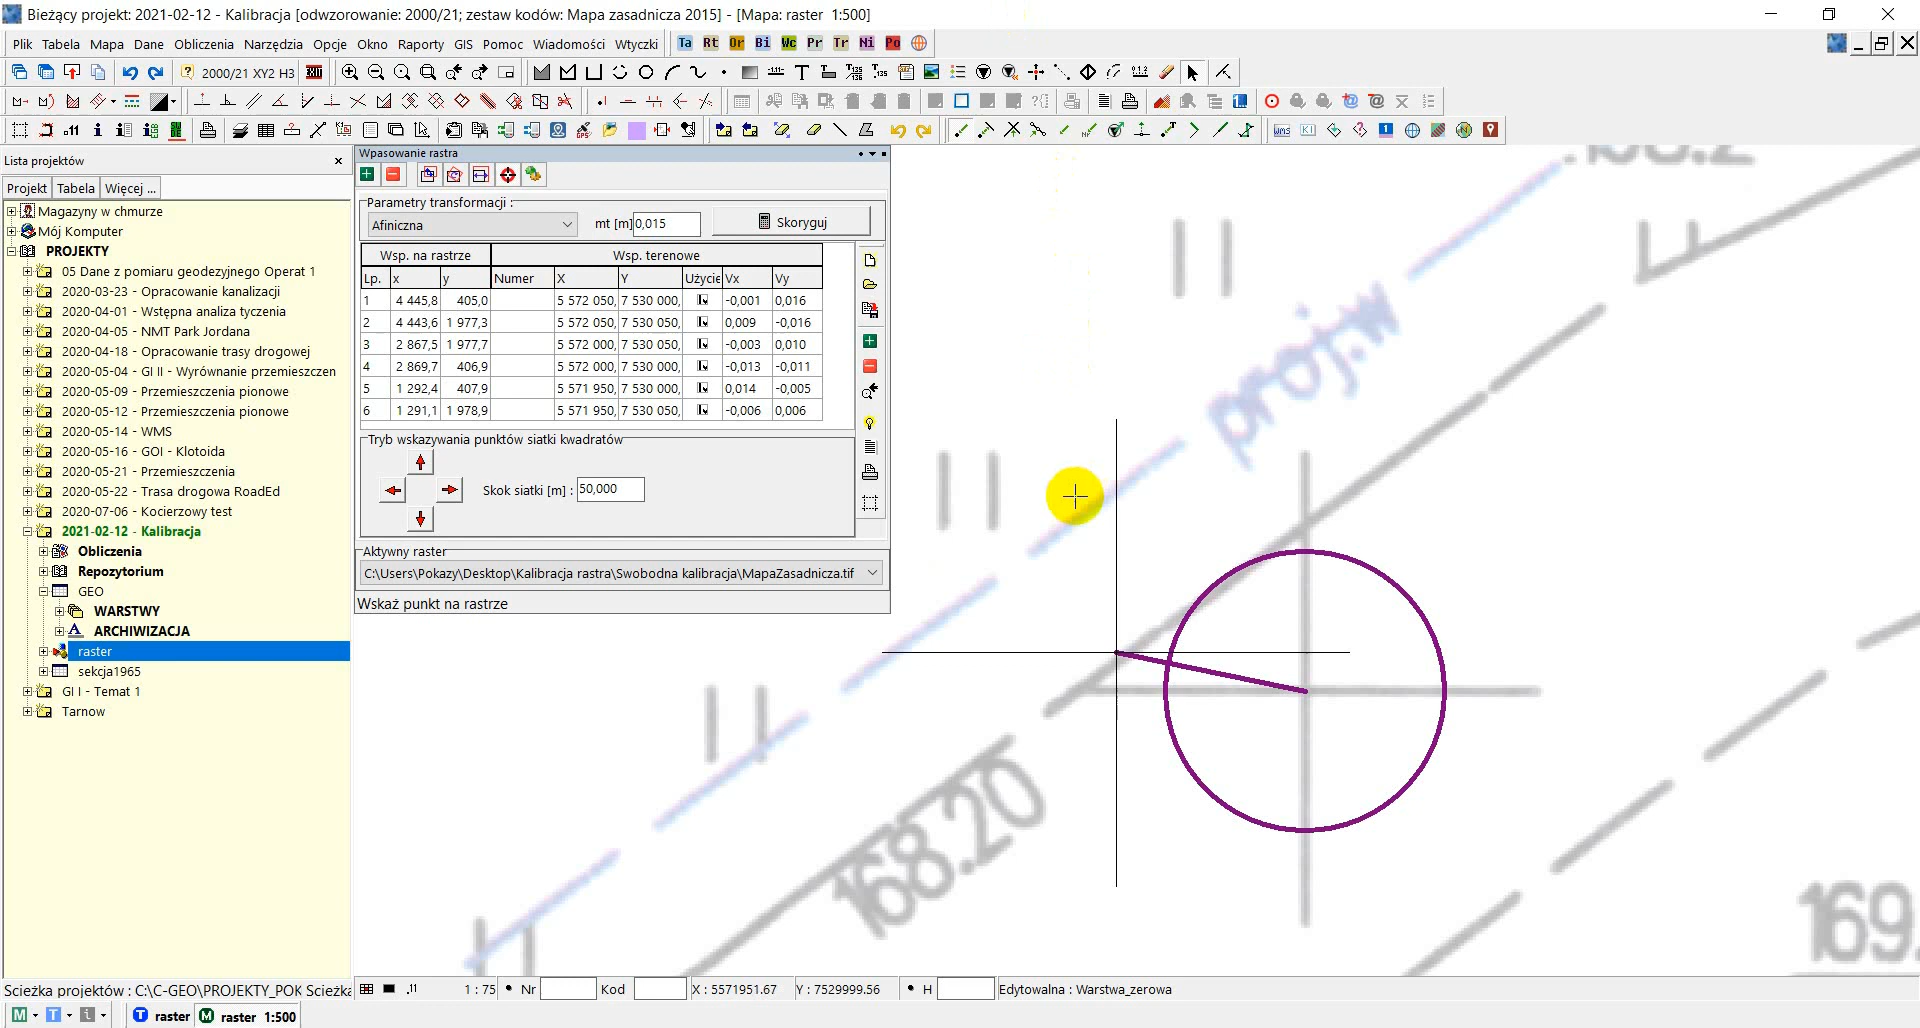 Bieżący projekt: 2021-02-12 - Kalibracja [odwzorowanie: 2000/21; zestaw kodów: Mapa zasadnicza 2015] - [Mapa: raster 1:500]
Plik Tabela Mapa Dane Obliczenia Narzędzia Opcje Okno Raporty GIS Pomoc Wiadomości Wtyczki Ta Rt Or Bi Wc Pr Tr Ni Po
2000/21 XY2 H3 EXIT
Lista projektów
Projekt Tabela Więcej ...
Magazyny w chmurze
Mój Komputer
PROJEKTY
05 Dane z pomiaru geodezyjnego Operat 1
2020-03-23 - Opracowanie kanalizacji
2020-04-01 - Wstępna analiza tyczenia
2020-04-05 - NMT Park Jordana
2020-04-18 - Opracowanie trasy drogowej
2020-05-04 - GI II - Wyrównanie przemieszczen
2020-05-09 - Przemieszczenia pionowe
2020-05-12 - Przemieszczenia pionowe
2020-05-14 - WMS
2020-05-16 - GOI - Klotoida
2020-05-21 - Przemieszczenia
2020-05-22 - Trasa drogowa RoadEd
2020-07-06 - Kocierzowy test
2021-02-12 - Kalibracja
Obliczenia
Repozytorium
GEO
WARSTWY
ARCHIWIZACJA
raster
sekcja1965
GI I - Temat 1
Tarnow
Wpasowanie rastra
Parametry transformacji :
Afiniczna mt [m] 0,015 Skoryguj
Wsp. na rastrze Wsp. terenowe
Lp. x y Numer X Y Użycie Vx Vy
1 4 445,8 405,0 5 572 050, 7 530 000, -0,001 0,016
2 4 443,6 1 977,3 5 572 050, 7 530 050, 0,009 -0,016
3 2 867,5 1 977,7 5 572 000, 7 530 050, -0,003 0,010
4 2 869,7 406,9 5 572 000, 7 530 000, -0,013 -0,011
5 1 292,4 407,9 5 571 950, 7 530 000, 0,014 -0,005
6 1 291,1 1 978,9 5 571 950, 7 530 050, -0,006 0,006
Tryb wskazywania punktów siatki kwadratów
Skok siatki [m] : 50,000
Aktywny raster
C:\Users\Pokazy\Desktop\Kalibracja rastra\Swobodna kalibracja\MapaZasadnicza.tif
Wskaż punkt na rastrze
proj.w
168.20
169.
Scieżka projektów : C:\C-GEO\PROJEKTY_POK Scieżka
1 : 75 Nr Kod X : 5571951.67 Y : 7529999.56 H Edytowalna : Warstwa_zerowa
M T i T raster M raster 1:500